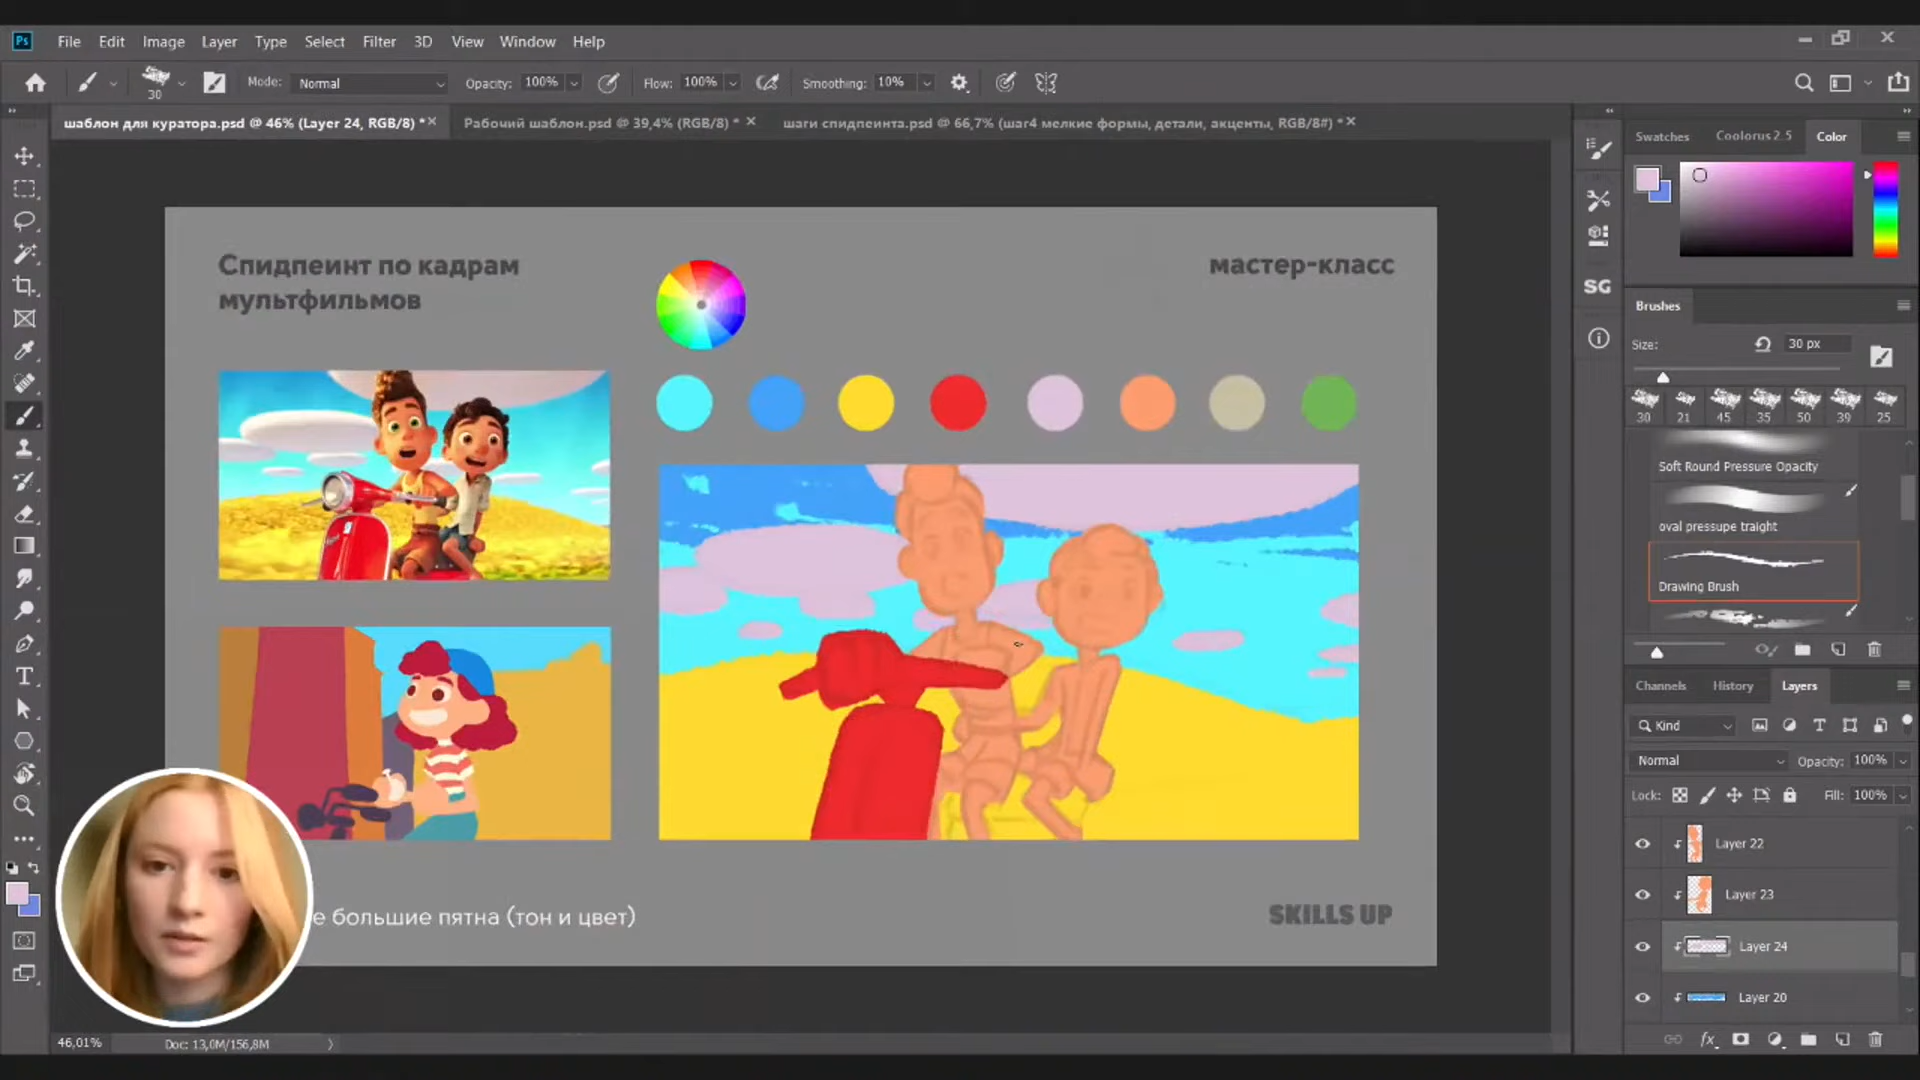 Ps File Edit Image Layer Type Select Filter 3D View Window Help
30 Mode: Normal Opacity: 100% Flow: 100% Smoothing: 10%
шаблон для куратора.psd @ 46% (Layer 24, RGB/8) * Рабочий шаблон.psd @ 39,4% (RGB/8) * шаги спидпеинта.psd @ 66,7% (шаг4 мелкие формы, детали, акценты, RGB/8#) *
Swatches Coolorus 2.5 Color
SG
Спидпеинт по кадрам
мультфильмов
мастер-класс
Brushes
Size: 30 px
30 21 45 35 50 39 25
Soft Round Pressure Opacity
oval pressupe traight
Drawing Brush
Channels History Layers
Kind
Normal Opacity: 100%
Lock: Fill: 100%
Layer 22
Layer 23
Layer 24
Layer 20
fx
е большие пятна (тон и цвет)
SKILLS UP
46,01% Doc: 13,0M/156,8M